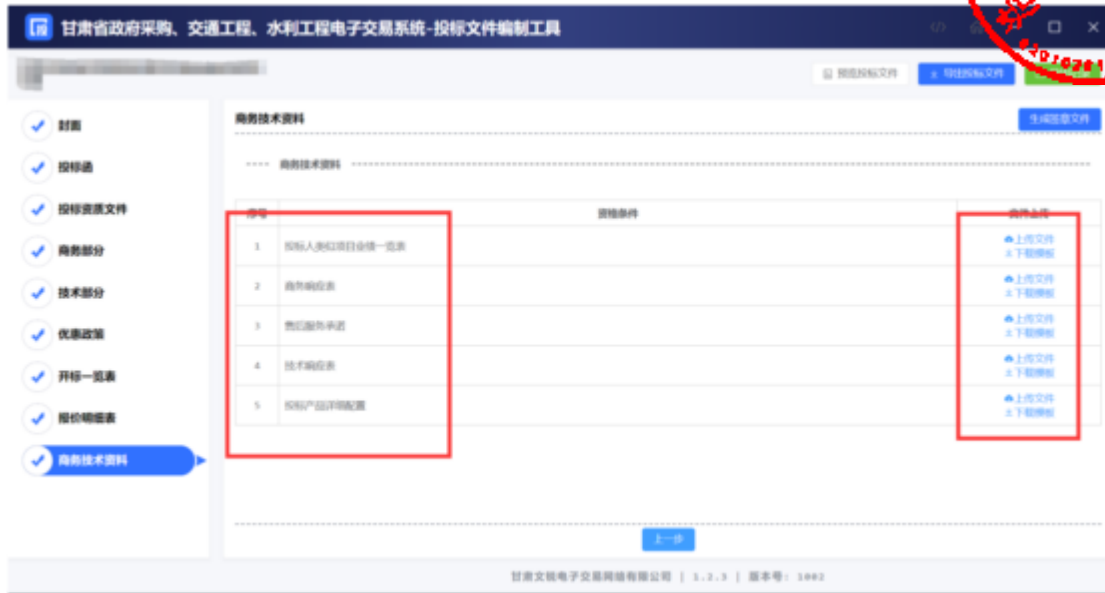 甘肃省政府采购、交通工程、水利工程电子交易系统-投标文件编制工具
预览投标文件
导出投标文件
封面
投标函
投标资质文件
商务部分
技术部分
优惠政策
开标一览表
报价明细表
商务技术资料
商务技术资料
生成签章文件
商务技术资料
序号 资格条件 文件上传
1 投标人类似项目业绩一览表 上传文件
下载模板
2 商务响应表 上传文件
下载模板
3 售后服务承诺 上传文件
下载模板
4 技术响应表 上传文件
下载模板
5 投标产品详细配置 上传文件
下载模板
上一步
甘肃文锐电子交易网络有限公司 | 1.2.3 | 版本号: 1002